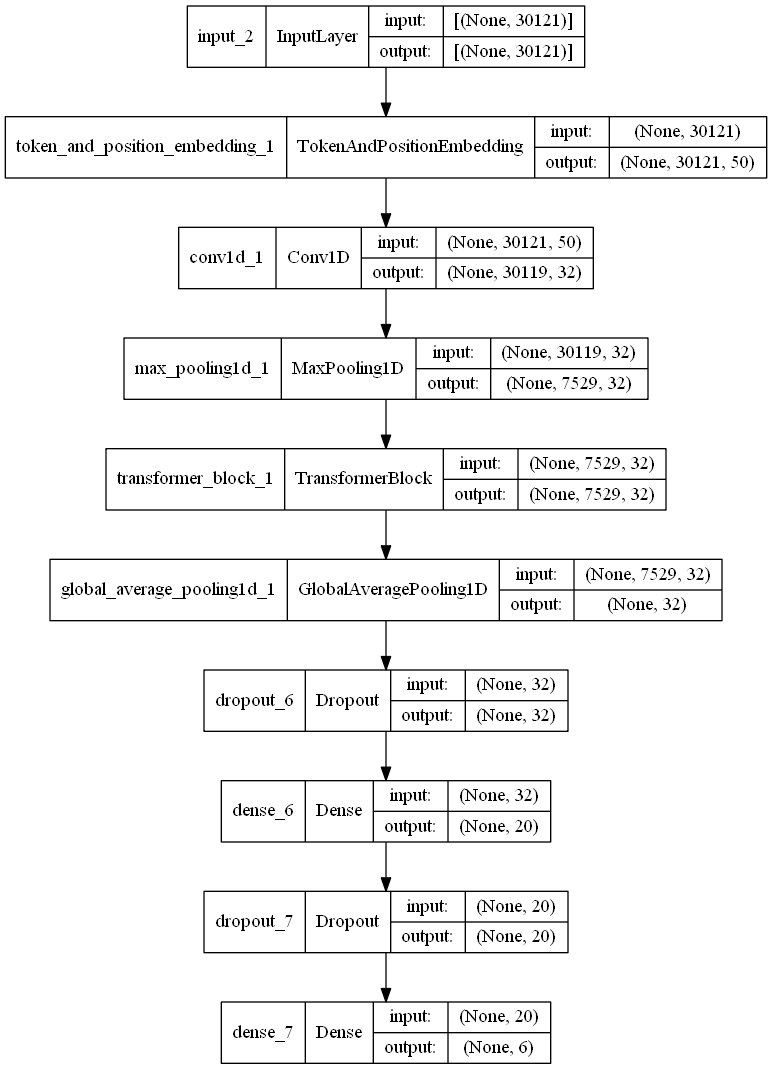 input_2 InputLayer input: [(None, 30121)]
output: [(None, 30121)]
token_and_position_embedding_1 TokenAndPositionEmbedding input: (None, 30121)
output: (None, 30121, 50)
conv1d_1 Conv1D input: (None, 30121, 50)
output: (None, 30119, 32)
max_pooling1d_1 MaxPooling1D input: (None, 30119, 32)
output: (None, 7529, 32)
transformer_block_1 TransformerBlock input: (None, 7529, 32)
output: (None, 7529, 32)
global_average_pooling1d_1 GlobalAveragePooling1D input: (None, 7529, 32)
output: (None, 32)
dropout_6 Dropout input: (None, 32)
output: (None, 32)
dense_6 Dense input: (None, 32)
output: (None, 20)
dropout_7 Dropout input: (None, 20)
output: (None, 20)
dense_7 Dense input: (None, 20)
output: (None, 6)